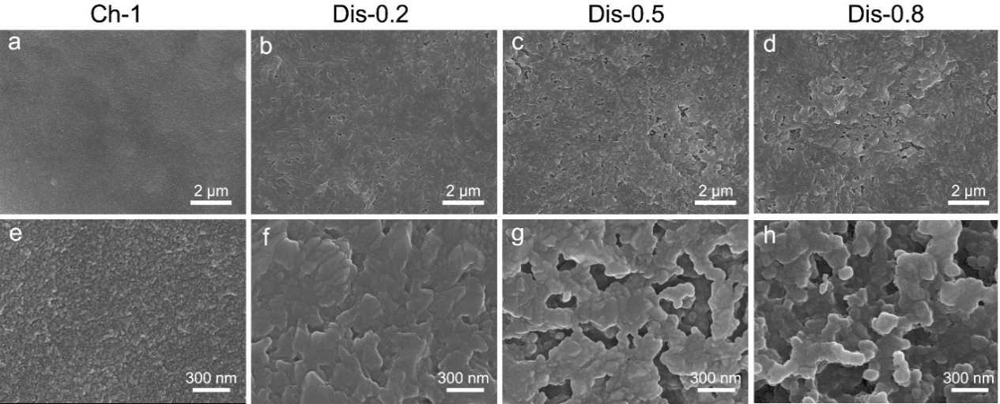 Ch-1 Dis-0.2 Dis-0.5 Dis-0.8
a b c d
2 μm 2 μm 2 μm 2 μm
e f g h
300 nm 300 nm 300 nm 300 nm